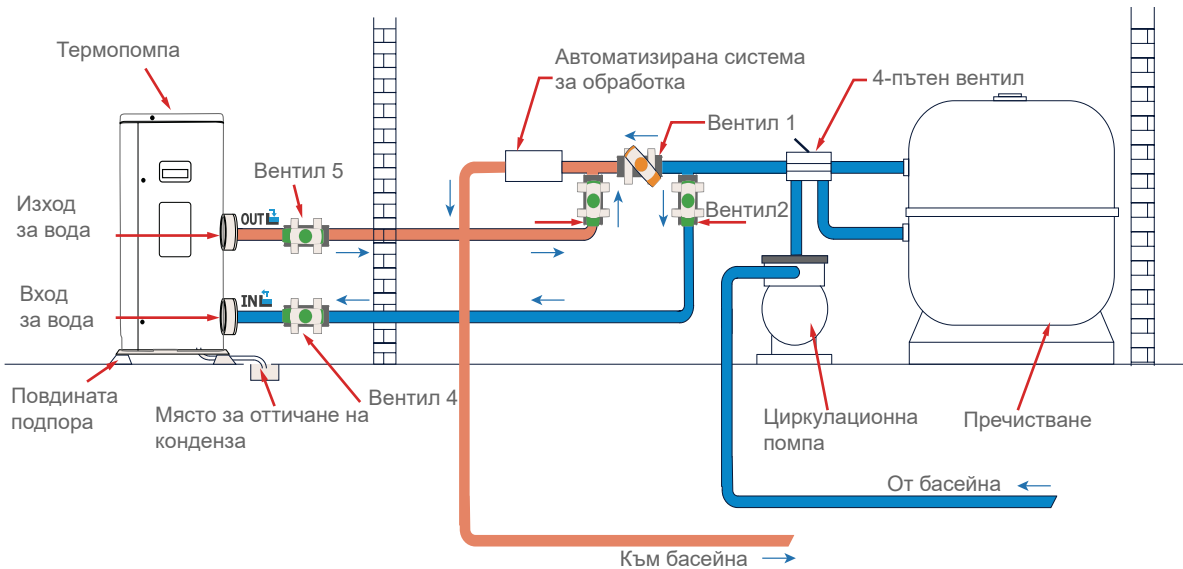 Термопомпа
Автоматизирана система
за обработка
4-пътен вентил
Вентил 1
Вентил 5
Изход
за вода
OUT
Вентил2
Вход
за вода
IN
Повдината
подпора
Място за оттичане на
конденза
Вентил 4
Циркулационна
помпа
Пречистване
От басейна
Към басейна